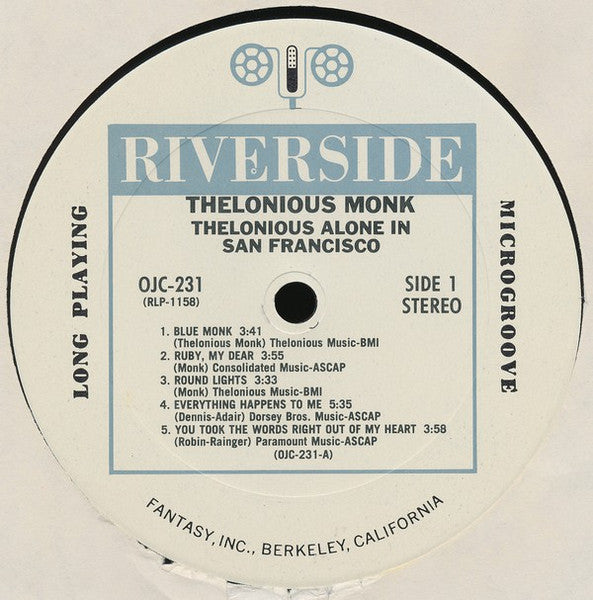 RIVERSIDE
THELONIOUS MONK
THELONIOUS ALONE IN
SAN FRANCISCO
OJC-231
(RLP-1158)
SIDE 1
STEREO
LONG PLAYING
MICROGROOVE
1. BLUE MONK 3:41
(Thelonious Monk) Thelonious Music-BMI
2. RUBY, MY DEAR 3:55
(Monk) Consolidated Music-ASCAP
3. ROUND LIGHTS 3:33
(Monk) Thelonious Music-BMI
4. EVERYTHING HAPPENS TO ME 5:35
(Dennis-Adair) Dorsey Bros. Music-ASCAP
5. YOU TOOK THE WORDS RIGHT OUT OF MY HEART 3:58
(Robin-Rainger) Paramount Music-ASCAP
(OJC-231-A)
FANTASY, INC., BERKELEY, CALIFORNIA